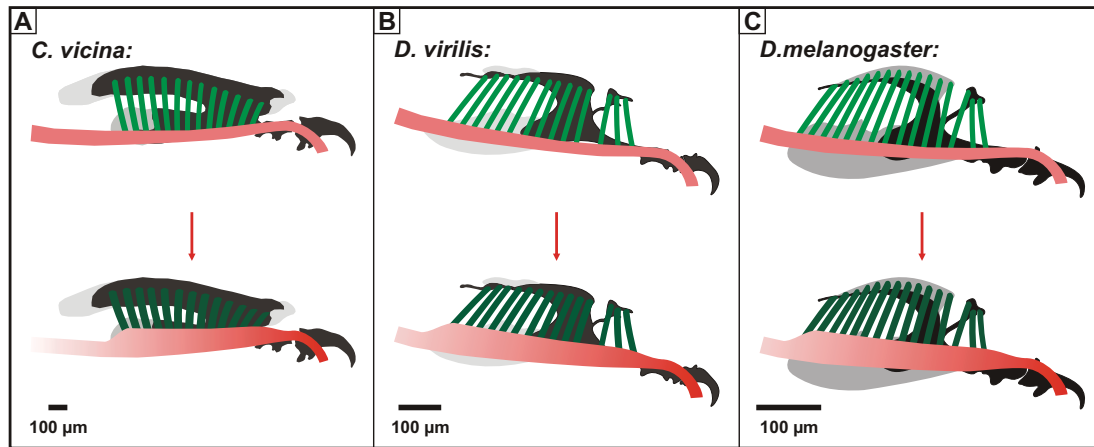 A
C. vicina:
100 µm
B
D. virilis:
100 µm
C
D.melanogaster:
100 µm